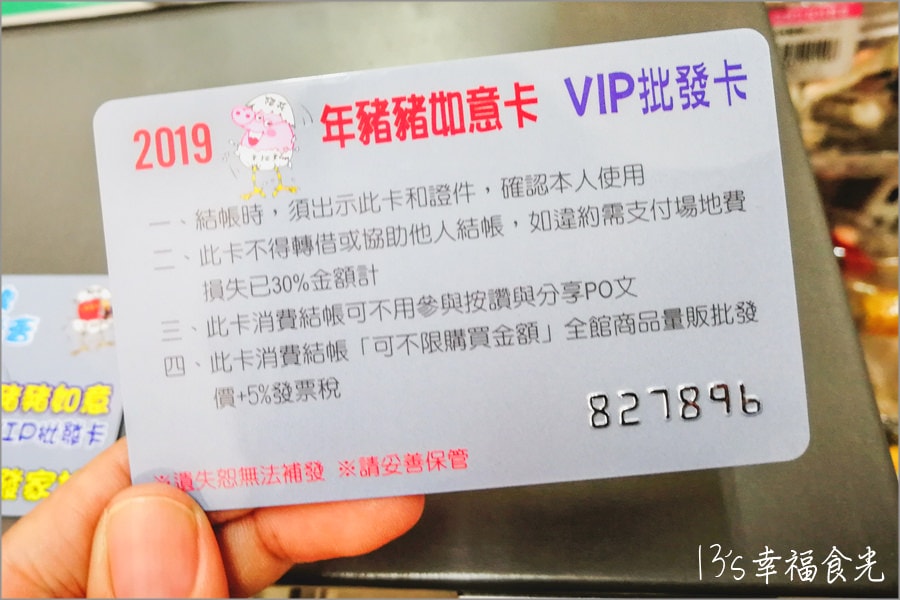 2019 年豬豬如意卡 VIP批發卡
一、結帳時，須出示此卡和證件，確認本人使用
二、此卡不得轉借或協助他人結帳，如違約需支付場地費
損失已30%金額計
三、此卡消費結帳可不用參與按讚與分享PO文
四、此卡消費結帳「可不限購買金額」全館商品量販批發
價+5%發票稅
827896
※遺失恕無法補發 ※請妥善保管
豬豬如意
IP批發卡
發家
13's幸福食光